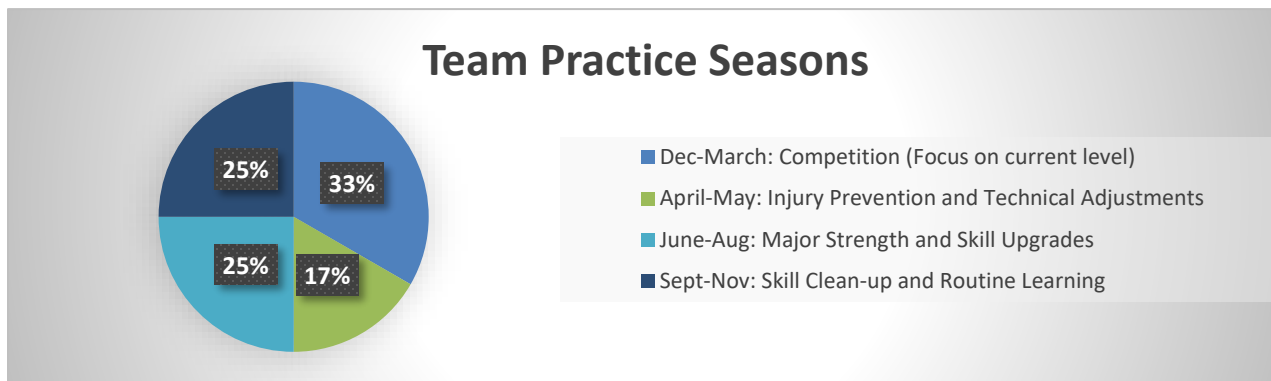 Team Practice Seasons
25%
33%
25%
17%
Dec-March: Competition (Focus on current level)
April-May: Injury Prevention and Technical Adjustments
June-Aug: Major Strength and Skill Upgrades
Sept-Nov: Skill Clean-up and Routine Learning